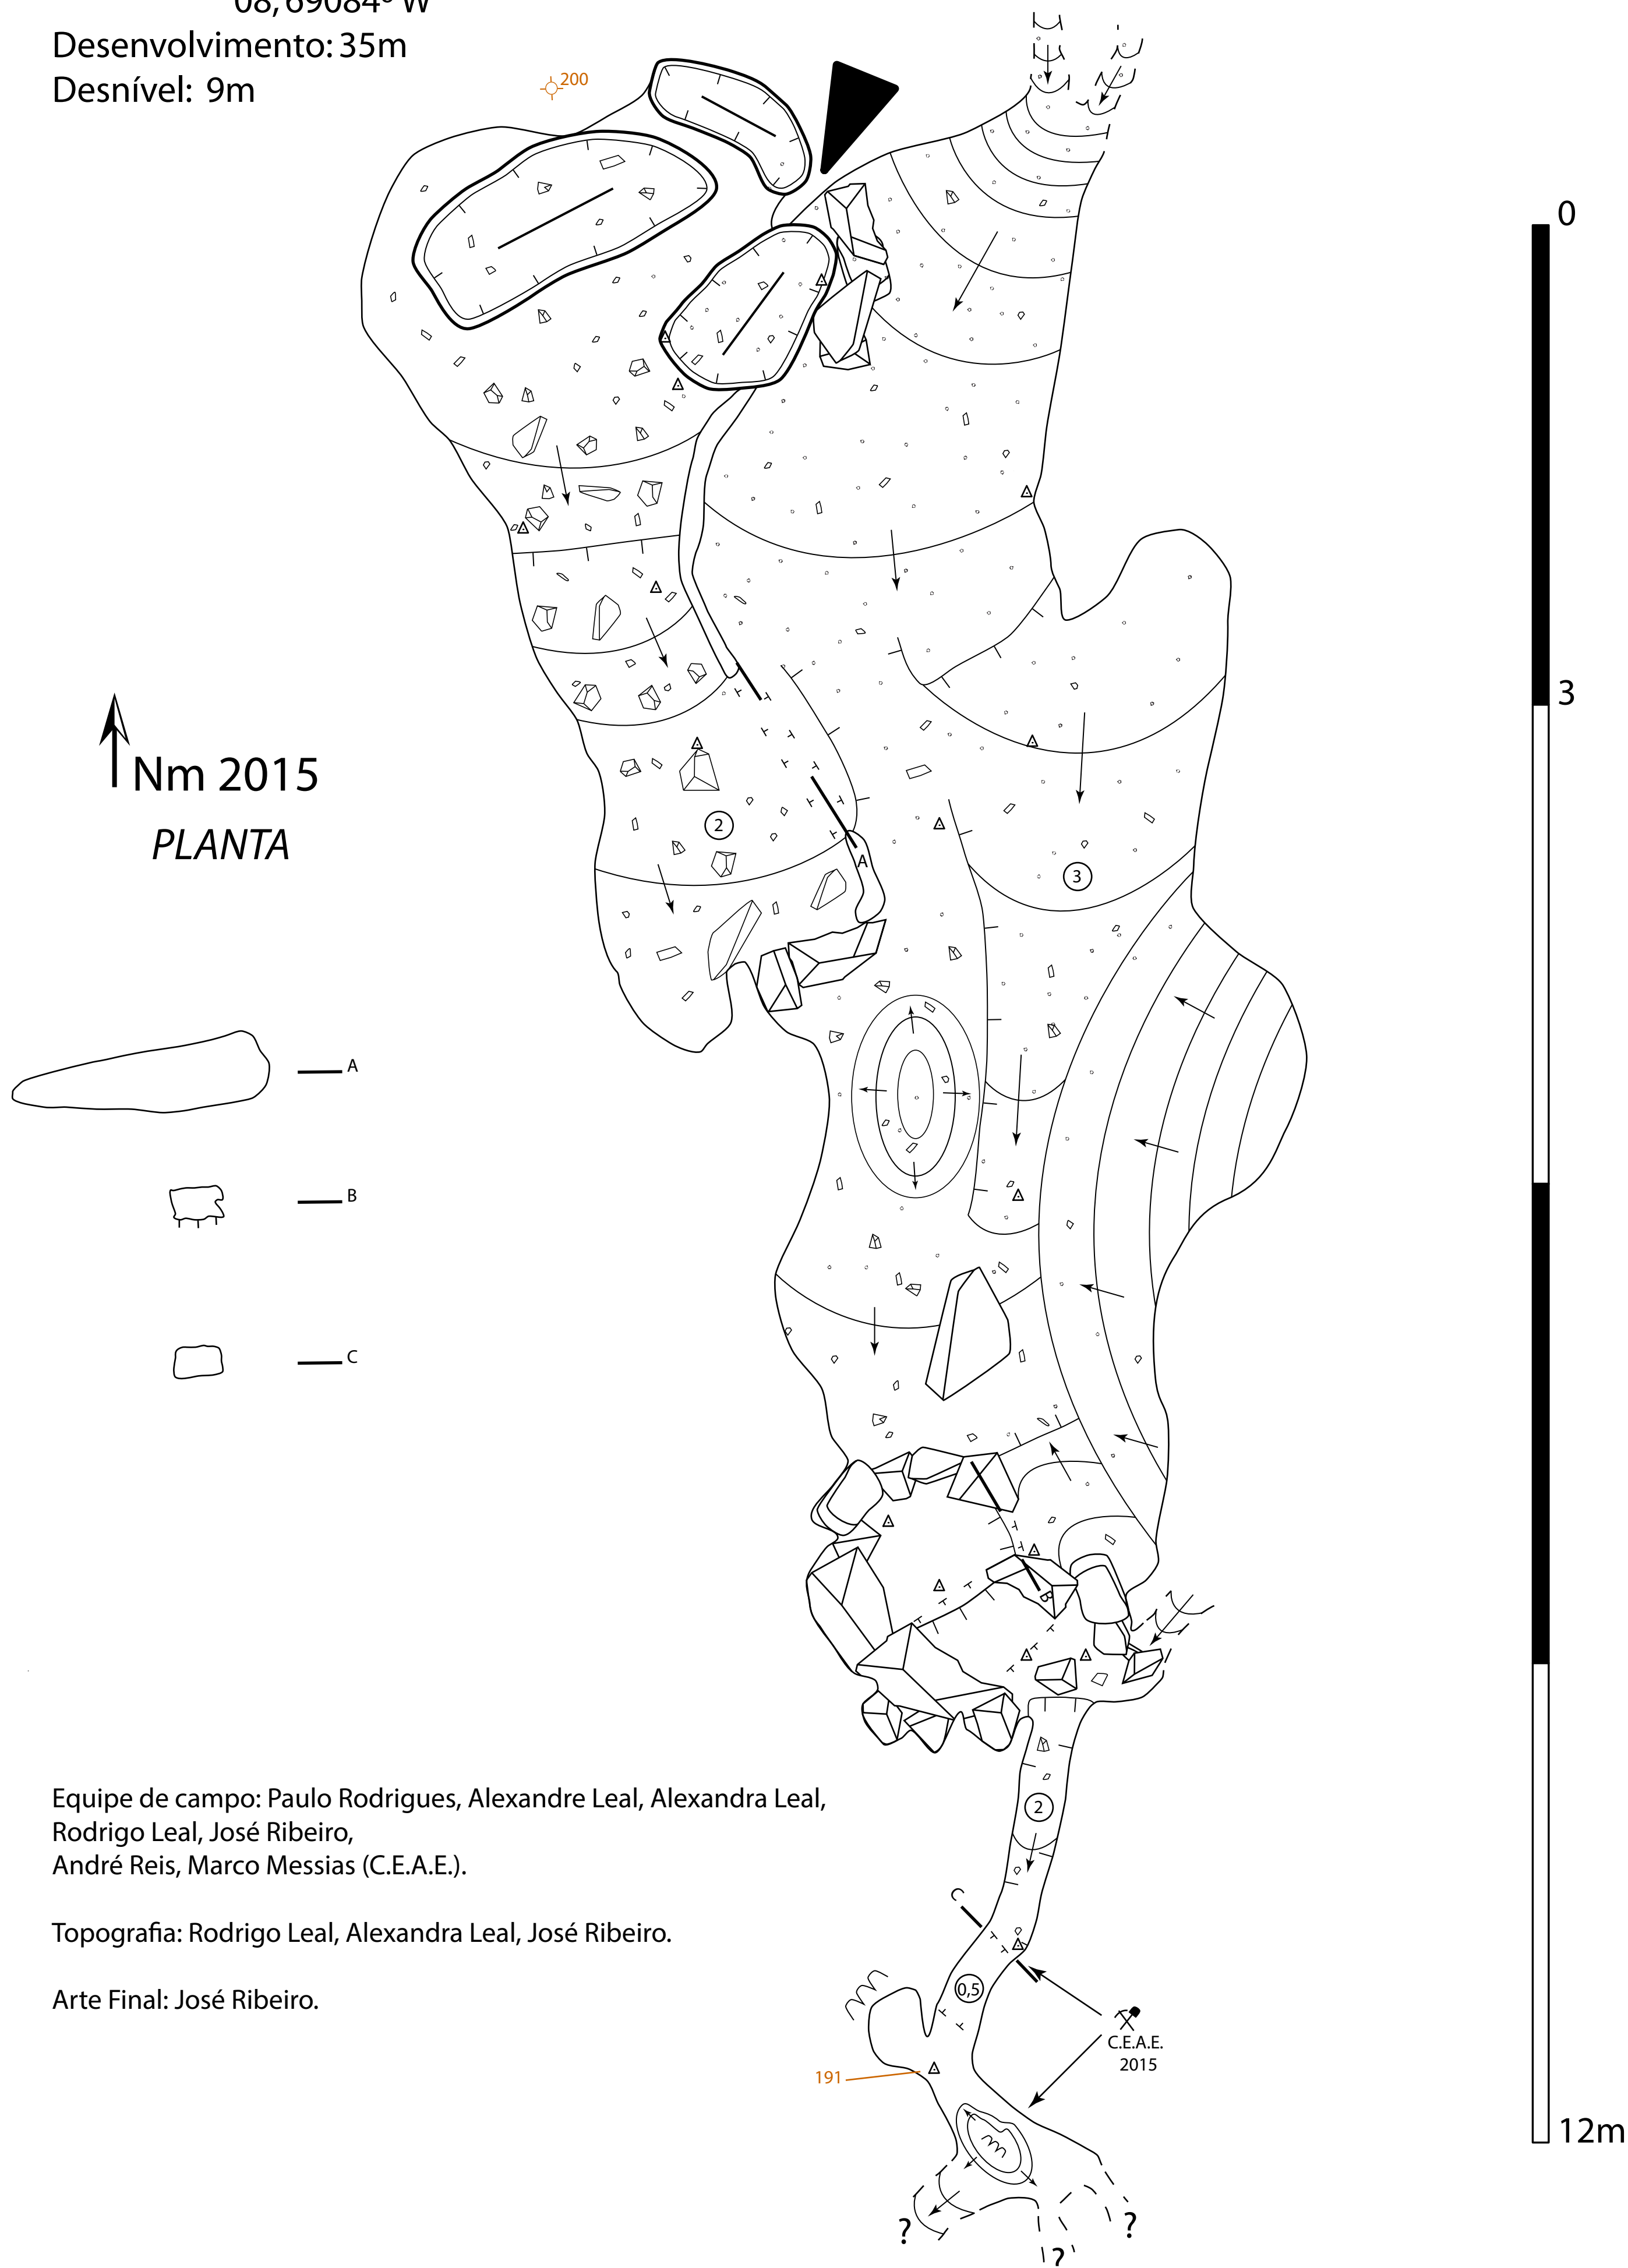 08,69084º W
Desenvolvimento: 35m
Desnível: 9m
200
0
3
Nm 2015
PLANTA
2
A
3
A
B
C
B
Equipe de campo: Paulo Rodrigues, Alexandre Leal, Alexandra Leal,
Rodrigo Leal, José Ribeiro,
André Reis, Marco Messias (C.E.A.E.).
2
Topografia: Rodrigo Leal, Alexandra Leal, José Ribeiro.
C
0,5
Arte Final: José Ribeiro.
C.E.A.E.
2015
191
12m
?
?
?